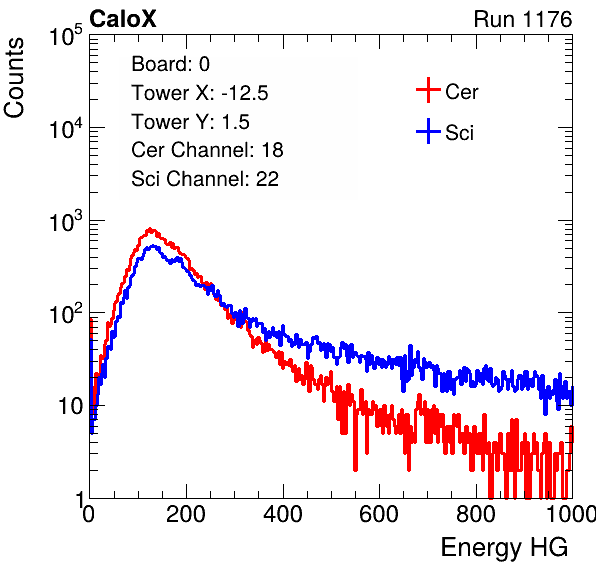 CaloX Run 1176
Counts
10^5
10^4
10^3
10^2
10
1
Board: 0
Tower X: -12.5
Tower Y: 1.5
Cer Channel: 18
Sci Channel: 22
Cer
Sci
0 200 400 600 800 1000
Energy HG